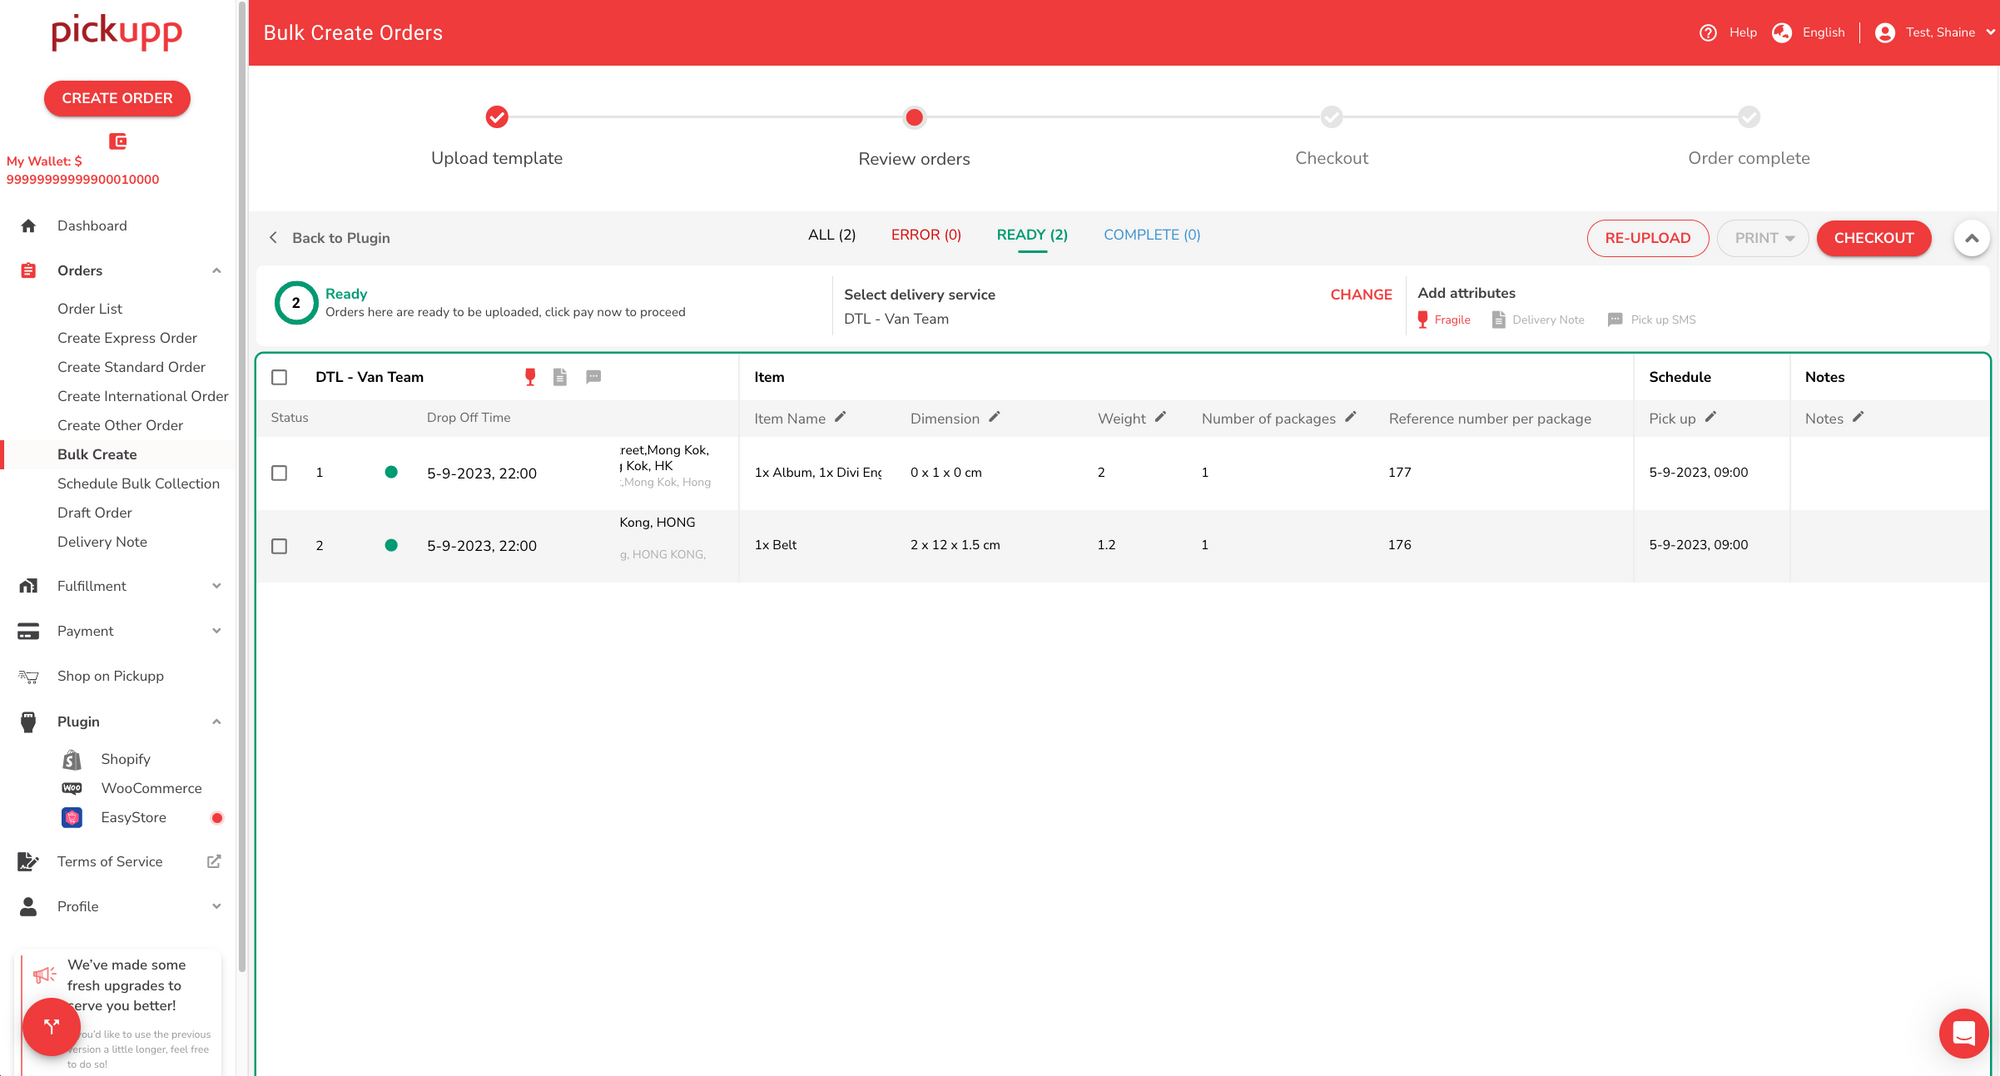 pickupp
CREATE ORDER
My Wallet: $
99999999999900010000
Dashboard
Orders
Order List
Create Express Order
Create Standard Order
Create International Order
Create Other Order
Bulk Create
Schedule Bulk Collection
Draft Order
Delivery Note
Fulfillment
Payment
Shop on Pickupp
Plugin
Shopify
Woo WooCommerce
EasyStore
Terms of Service
Profile
We've made some
fresh upgrades to
serve you better!
you'd like to use the previous
version a little longer, feel free
to do so!
Bulk Create Orders
Help English Test, Shaine
Upload template Review orders Checkout Order complete
Back to Plugin ALL (2) ERROR (0) READY (2) COMPLETE (0) RE-UPLOAD PRINT CHECKOUT
2 Ready
Orders here are ready to be uploaded, click pay now to proceed
Select delivery service CHANGE
DTL - Van Team
Add attributes
Fragile Delivery Note Pick up SMS
DTL - Van Team Item Schedule Notes
Status Drop Off Time Item Name Dimension Weight Number of packages Reference number per package Pick up Notes
reet,Mong Kok,
Kok, HK
,Mong Kok, Hong
1 5-9-2023, 22:00 1x Album, 1x Divi Eng 0 x 1 x 0 cm 2 1 177 5-9-2023, 09:00
Kong, HONG
g, HONG KONG,
2 5-9-2023, 22:00 1x Belt 2 x 12 x 1.5 cm 1.2 1 176 5-9-2023, 09:00